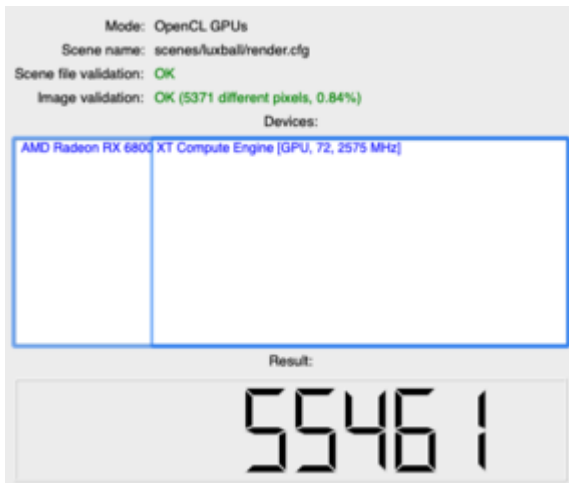 Mode: OpenCL GPUs
Scene name: scenes/luxball/render.cfg
Scene file validation: OK
Image validation: OK (5371 different pixels, 0.84%)
Devices:
AMD Radeon RX 6800 XT Compute Engine [GPU, 72, 2575 MHz]
Result:
55461